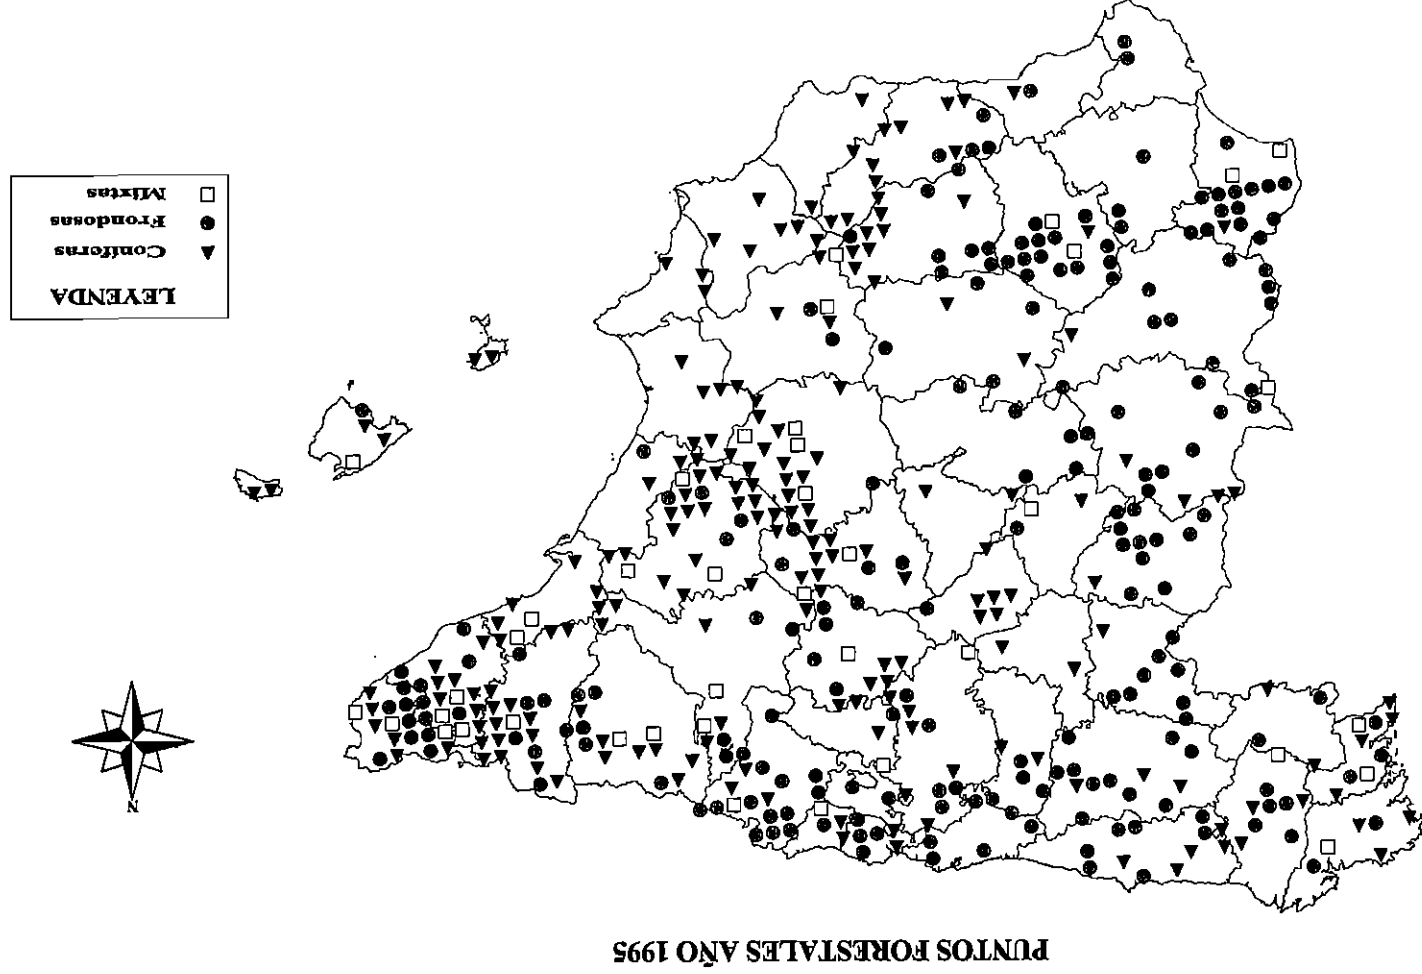 PUNTOS FORESTALES AÑO 1995
N
LEYENDA
Coníferas
Frondosas
Mixtas